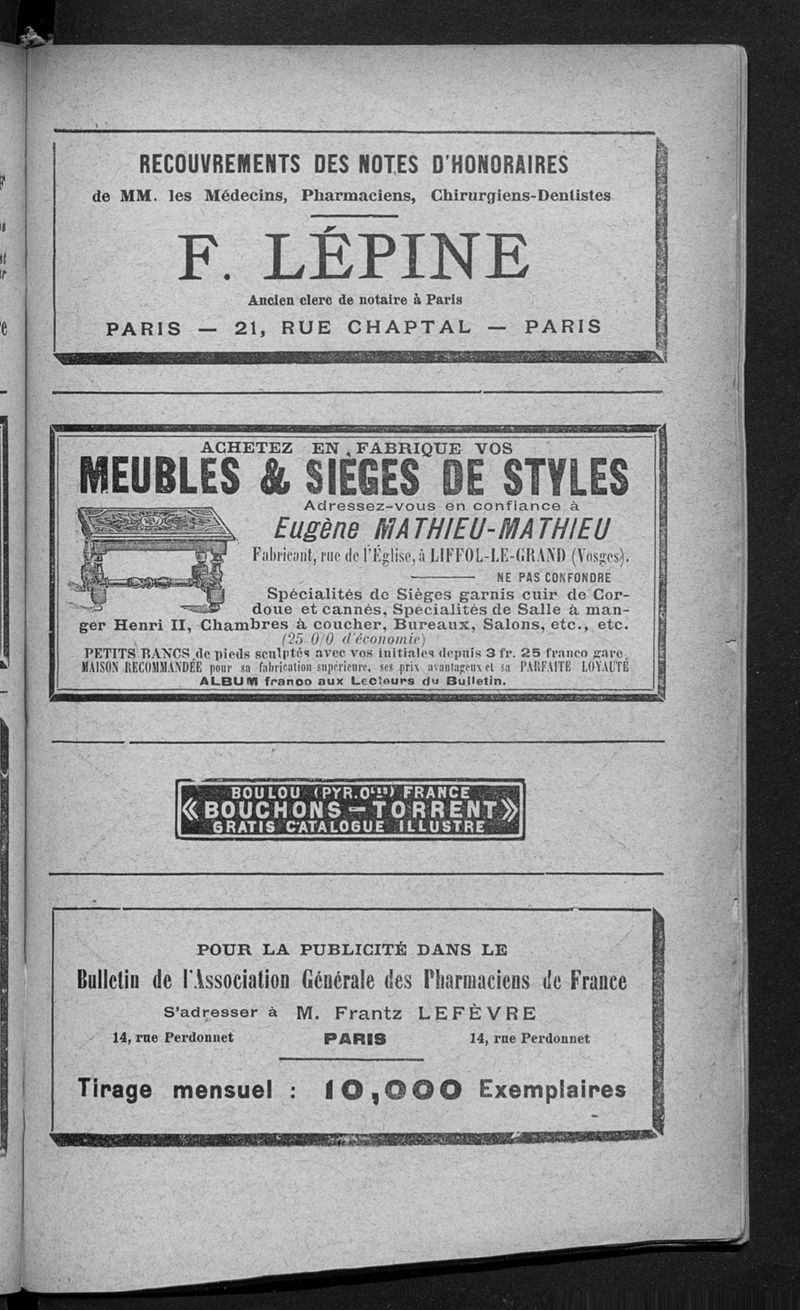 RECOUVREMENTS DES NOTES D'HONORAIRES
de MM. les Médecins, Pharmaciens, Chirurgiens-Dentistes
F. LÉPINE
Ancien clerc de notaire à Paris
PARIS — 21, RUE CHAPTAL — PARIS
ACHETEZ EN FABRIQUE VOS
MEUBLES & SIÈGES DE STYLES
Adressez-vous en confiance à
Eugène MATHIEU-MATHIEU
Fabricant, rue de l'Église, à LIFFOL-LE-GRAND (Vosges).
NE PAS CONFONDRE
Spécialités de Sièges garnis cuir de Cor-
doue et cannés, Spécialités de Salle à man-
ger Henri II, Chambres à coucher, Bureaux, Salons, etc., etc.
(25 0/0 d'économie)
PETITS BANCS de pieds sculptés avec vos initiales depuis 3 fr. 25 franco gare.
MAISON RECOMMANDÉE pour sa fabrication supérieure, ses prix avantageux et sa PARFAITE LOYAUTÉ
ALBUM franco aux Lecteurs du Bulletin.
BOULOU (PYR. Oles) FRANCE
« BOUCHONS - TORRENT »
GRATIS CATALOGUE ILLUSTRE
POUR LA PUBLICITÉ DANS LE
Bulletin de l'Association Générale des Pharmaciens de France
S'adresser à M. Frantz LEFÈVRE
14, rue Perdonnet PARIS 14, rue Perdonnet
Tirage mensuel : 10,000 Exemplaires